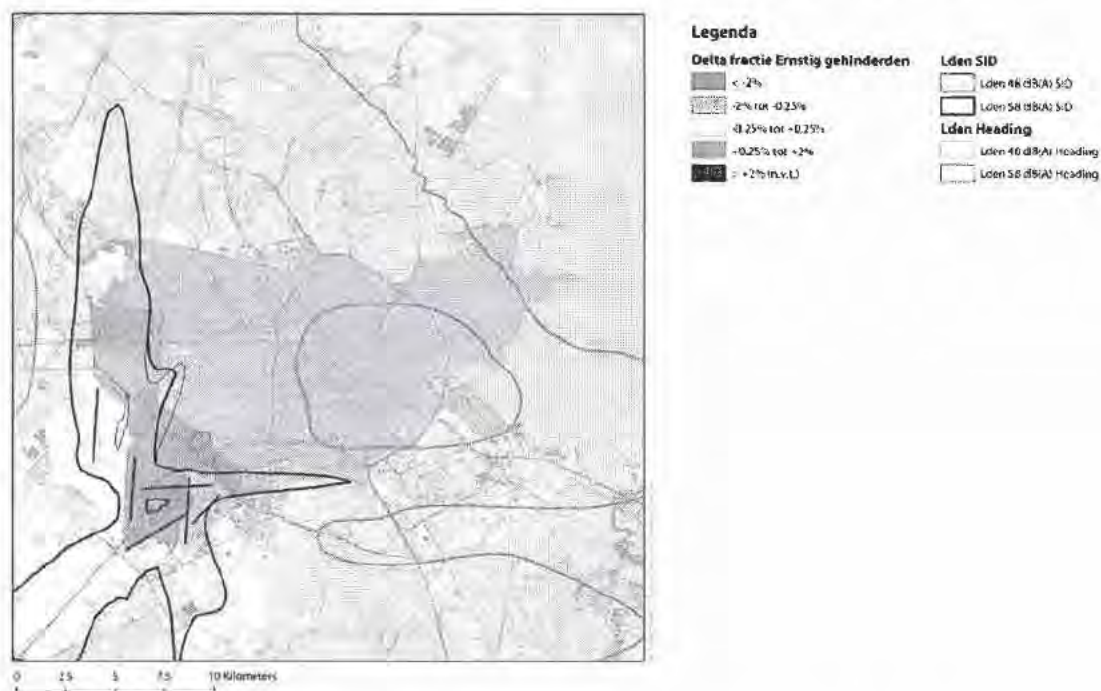 Legenda
Delta fractie Ernstig gehinderden
< -2%
-2% tot -0.25%
-0.25% tot +0.25%
+0.25% tot +2%
> +2% (n.v.t.)
Lden SID
Lden 48 dB(A) SID
Lden 58 dB(A) SID
Lden Heading
Lden 48 dB(A) Heading
Lden 58 dB(A) Heading
0 2.5 5 7.5 10 Kilometers